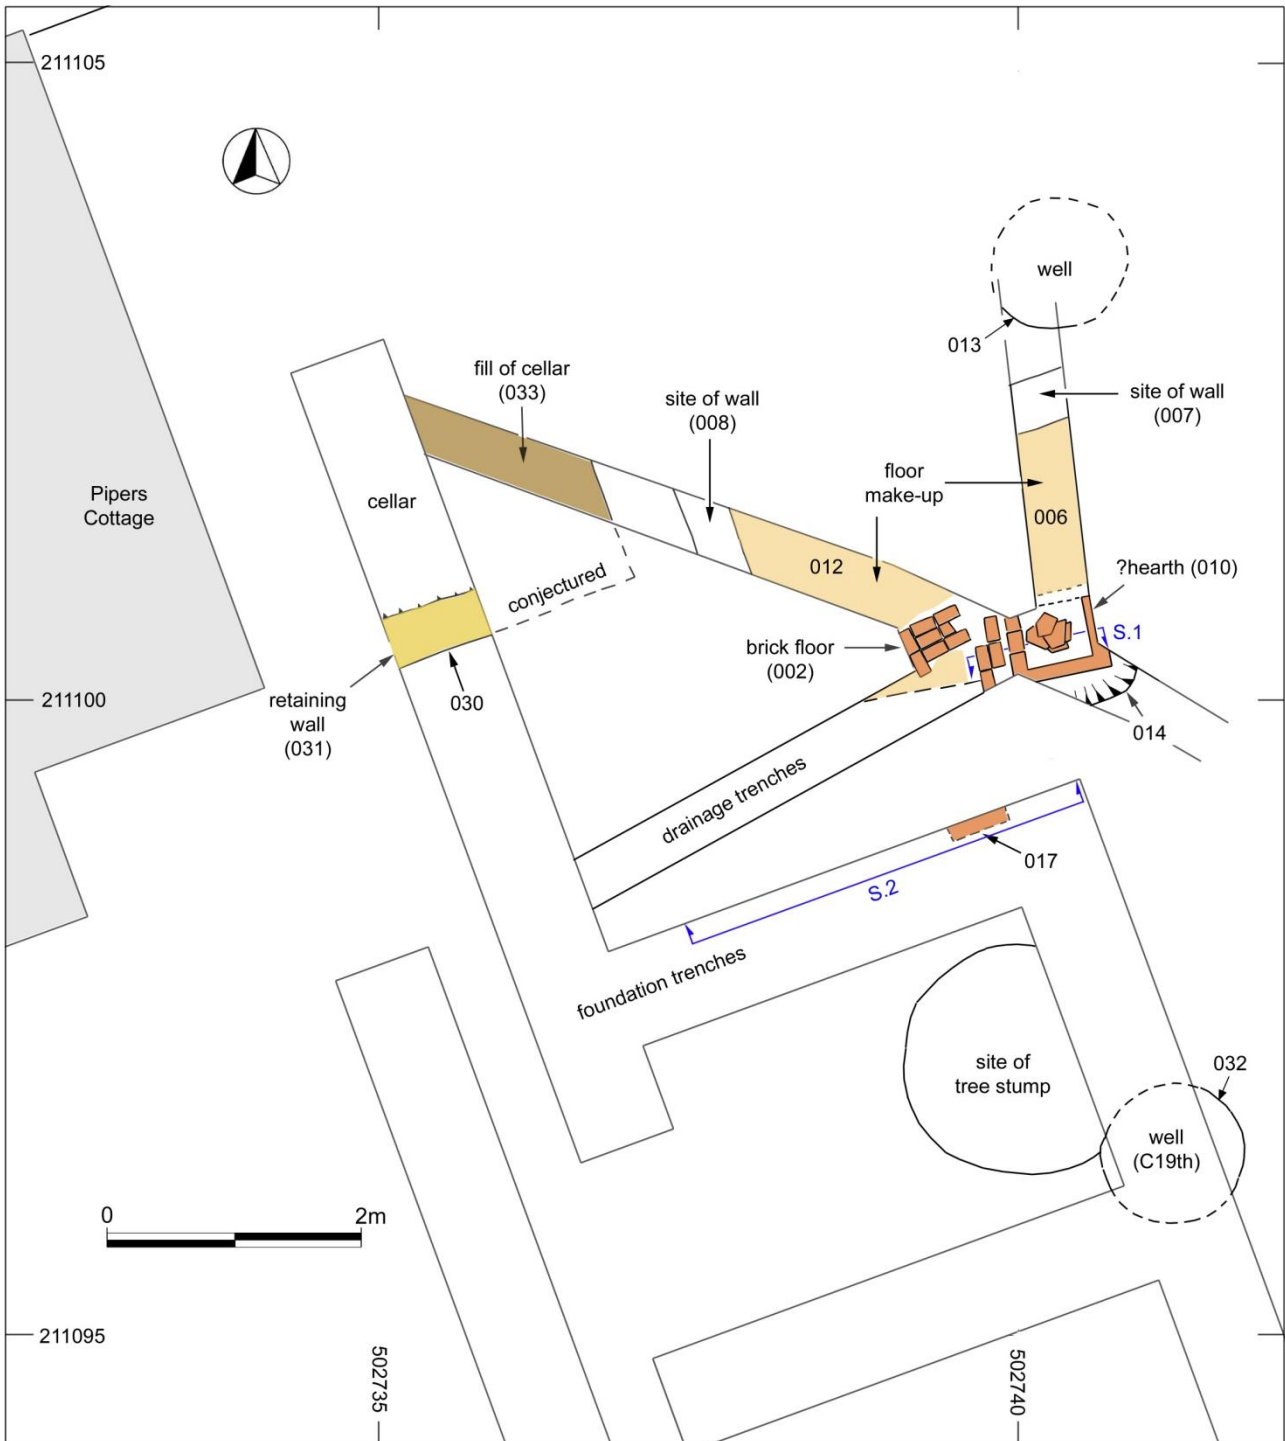 211105
well
013
fill of cellar
(033)
site of wall
(008)
site of wall
(007)
floor
make-up
Pipers
Cottage
cellar
006
012
?hearth (010)
conjectured
S.1
brick floor
(002)
211100
retaining
wall
(031)
030
014
drainage trenches
017
S.2
foundation trenches
site of
tree stump
032
well
(C19th)
0
2m
211095
502735
502740